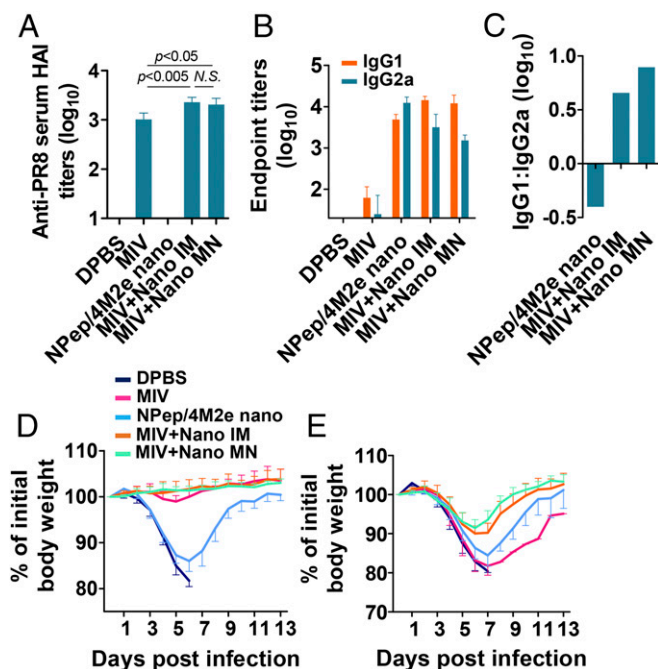 A
Anti-PR8 serum HAI
titers (log10)
p<0.05
p<0.005 N.S.
4
3
2
1
DPBS
MIV
NPep/4M2e nano
MIV+Nano IM
MIV+Nano MN
B
Endpoint titers
(log10)
IgG1
IgG2a
5
4
3
2
DPBS
MIV
NPep/4M2e nano
MIV+Nano IM
MIV+Nano MN
C
IgG1:IgG2a (log10)
1.0
0.5
0.0
-0.5
NPep/4M2e nano
MIV+Nano IM
MIV+Nano MN
DPBS
MIV
NPep/4M2e nano
MIV+Nano IM
MIV+Nano MN
D
% of initial
body weight
110
100
90
80
1 3 5 7 9 11 13
Days post infection
E
% of initial
body weight
110
100
90
80
70
1 3 5 7 9 11 13
Days post infection